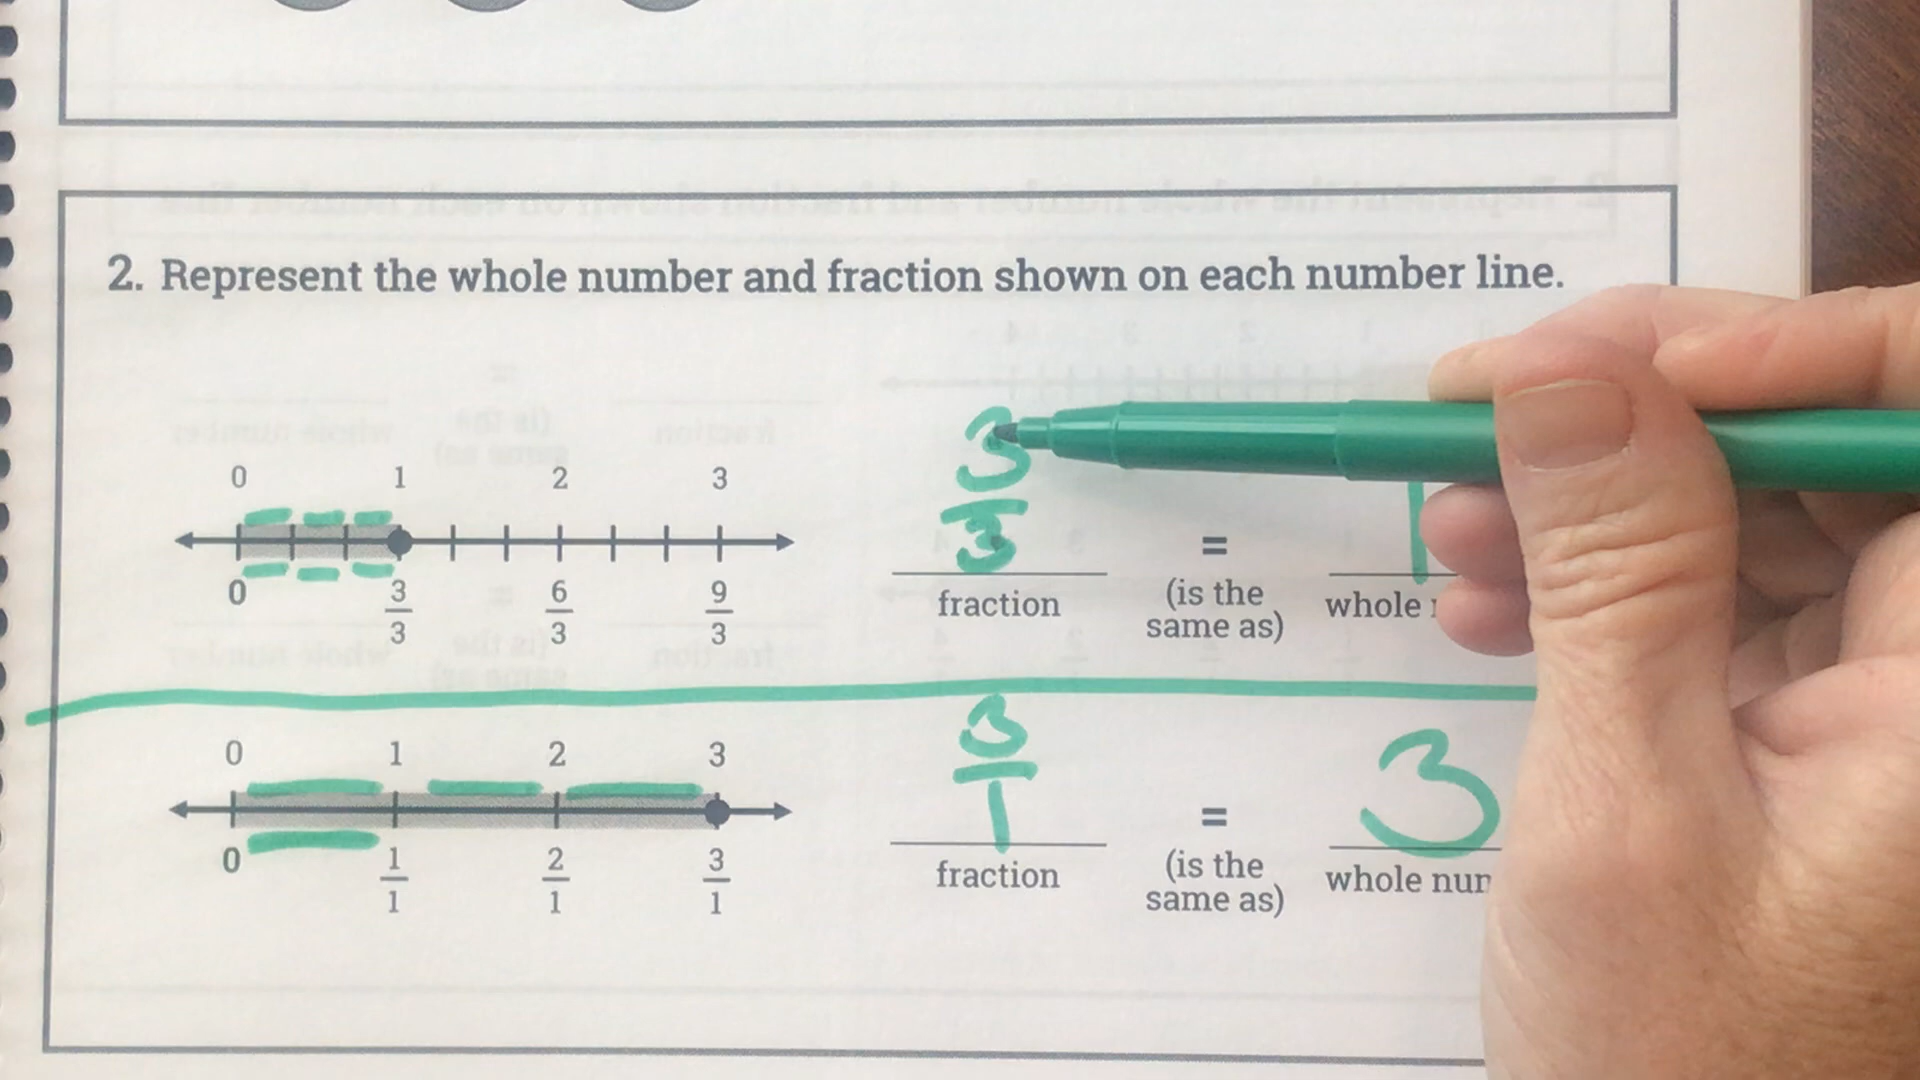 2. Represent the whole number and fraction shown on each number line.
0 1 2 3
0 3/3 6/3 9/3
3/3 = 1
fraction (is the same as) whole
0 1 2 3
0 1/1 2/1 3/1
3/1 = 3
fraction (is the same as) whole